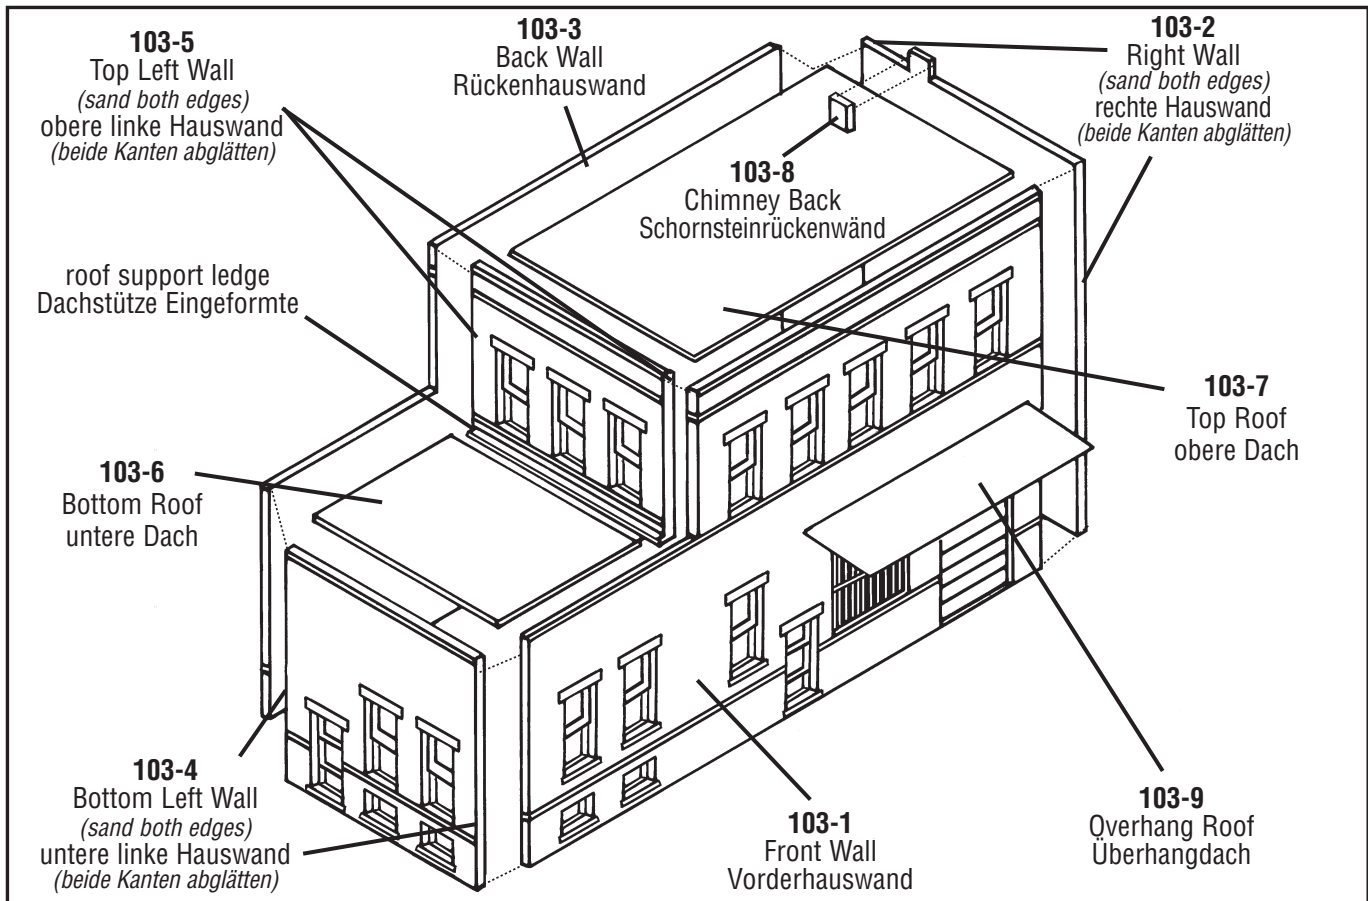 103-5
Top Left Wall
(sand both edges)
obere linke Hauswand
(beide Kanten abglätten)
103-3
Back Wall
Rückenhauswand
103-2
Right Wall
(sand both edges)
rechte Hauswand
(beide Kanten abglätten)
103-8
Chimney Back
Schornsteinrückenwänd
roof support ledge
Dachstütze Eingeformte
103-7
Top Roof
obere Dach
103-6
Bottom Roof
untere Dach
103-4
Bottom Left Wall
(sand both edges)
untere linke Hauswand
(beide Kanten abglätten)
103-1
Front Wall
Vorderhauswand
103-9
Overhang Roof
Überhangdach